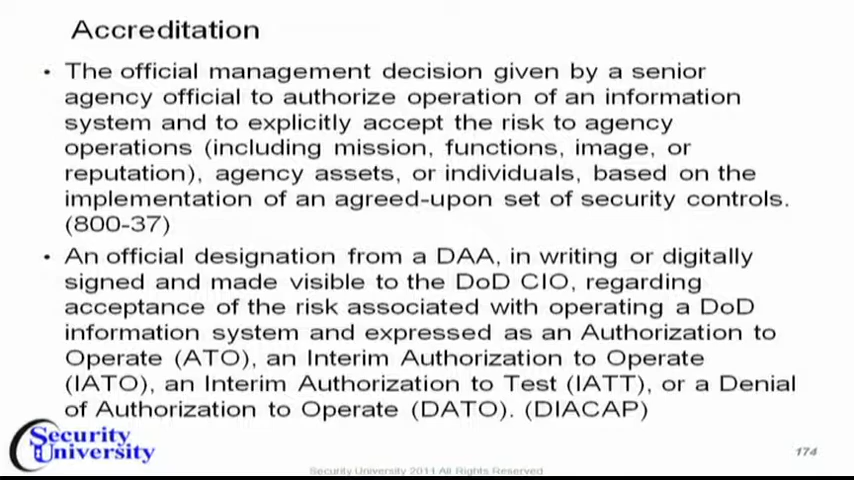 Accreditation
• The official management decision given by a senior
agency official to authorize operation of an information
system and to explicitly accept the risk to agency
operations (including mission, functions, image, or
reputation), agency assets, or individuals, based on the
implementation of an agreed-upon set of security controls.
(800-37)
• An official designation from a DAA, in writing or digitally
signed and made visible to the DoD CIO, regarding
acceptance of the risk associated with operating a DoD
information system and expressed as an Authorization to
Operate (ATO), an Interim Authorization to Operate
(IATO), an Interim Authorization to Test (IATT), or a Denial
of Authorization to Operate (DATO). (DIACAP)
Security
University
174
Security University 2011 All Rights Reserved